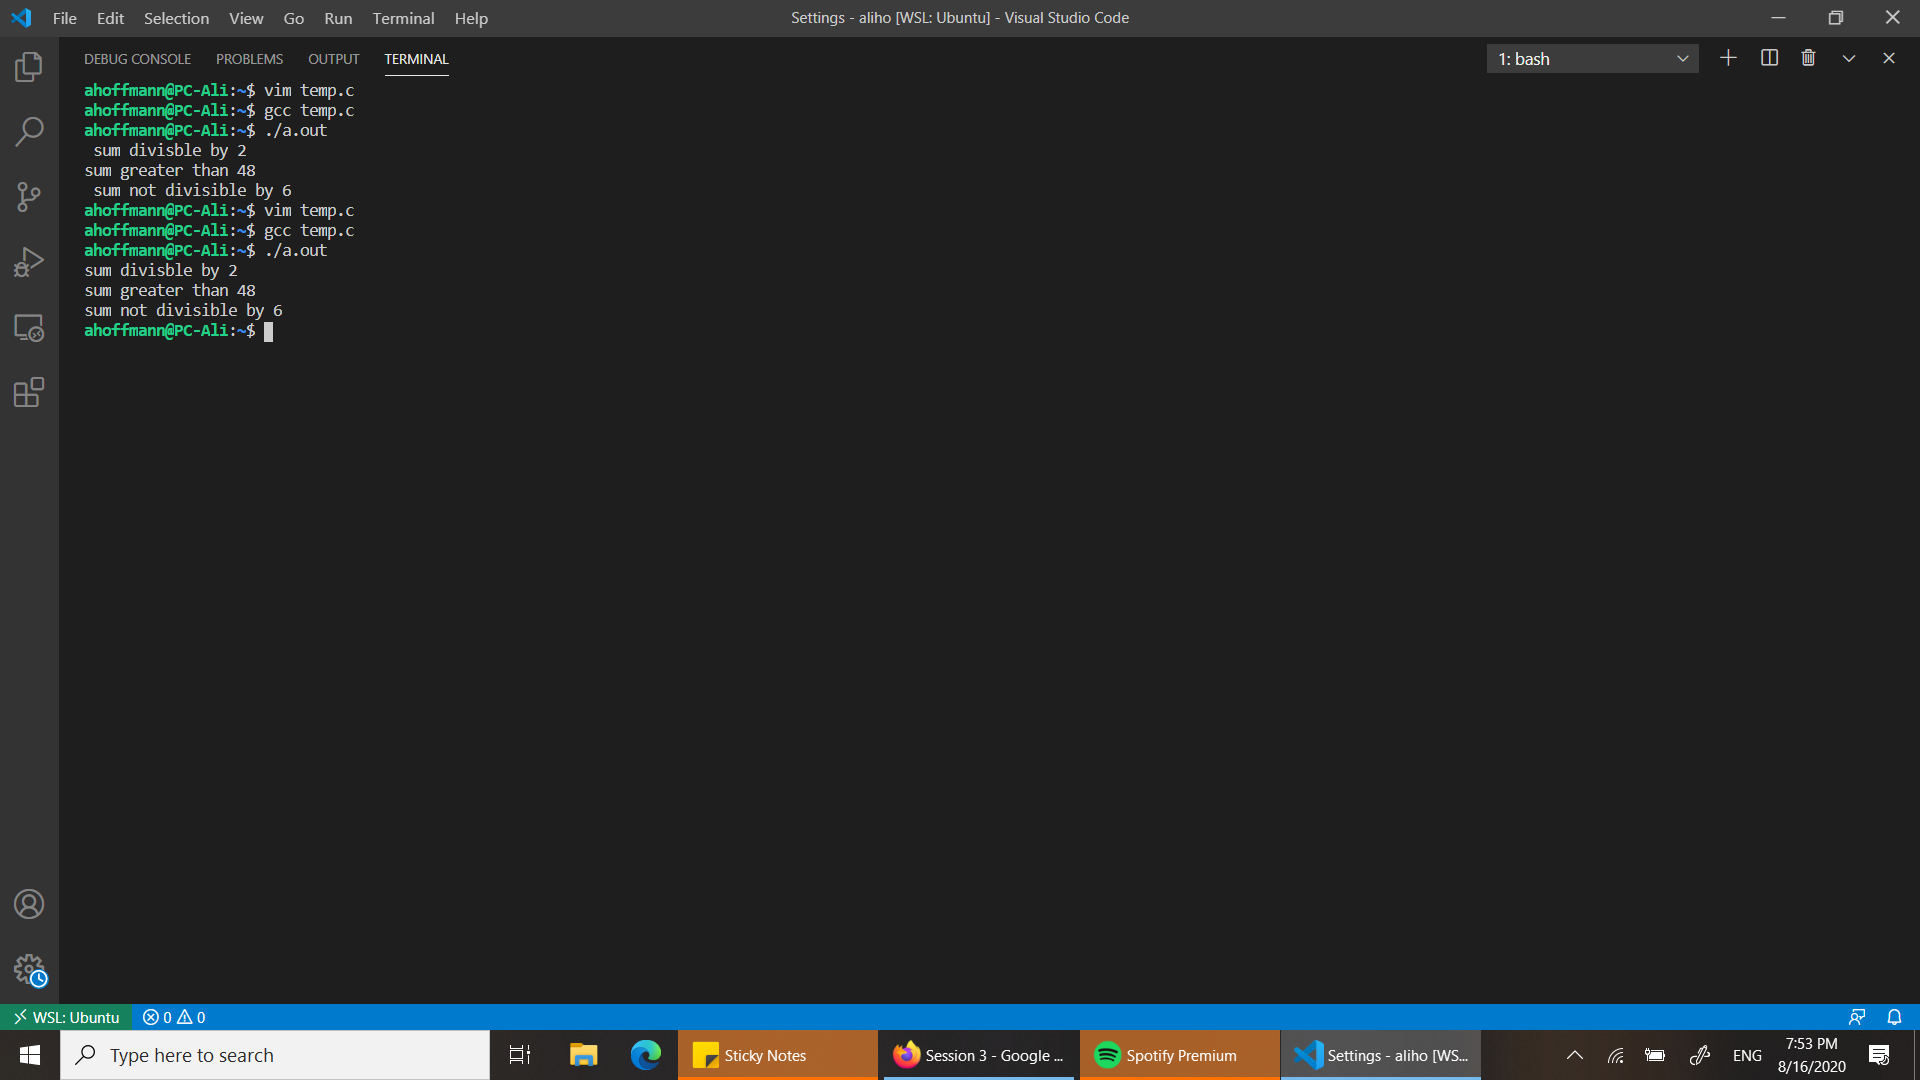 File Edit Selection View Go Run Terminal Help
Settings - aliho [WSL: Ubuntu] - Visual Studio Code
DEBUG CONSOLE PROBLEMS OUTPUT TERMINAL
1: bash
ahoffmann@PC-Ali:~$ vim temp.c
ahoffmann@PC-Ali:~$ gcc temp.c
ahoffmann@PC-Ali:~$ ./a.out
sum divisble by 2
sum greater than 48
sum not divisible by 6
ahoffmann@PC-Ali:~$ vim temp.c
ahoffmann@PC-Ali:~$ gcc temp.c
ahoffmann@PC-Ali:~$ ./a.out
sum divisble by 2
sum greater than 48
sum not divisible by 6
ahoffmann@PC-Ali:~$
WSL: Ubuntu 0 0
Type here to search
Sticky Notes
Session 3 - Google ...
Spotify Premium
Settings - aliho [WS...
ENG
7:53 PM
8/16/2020